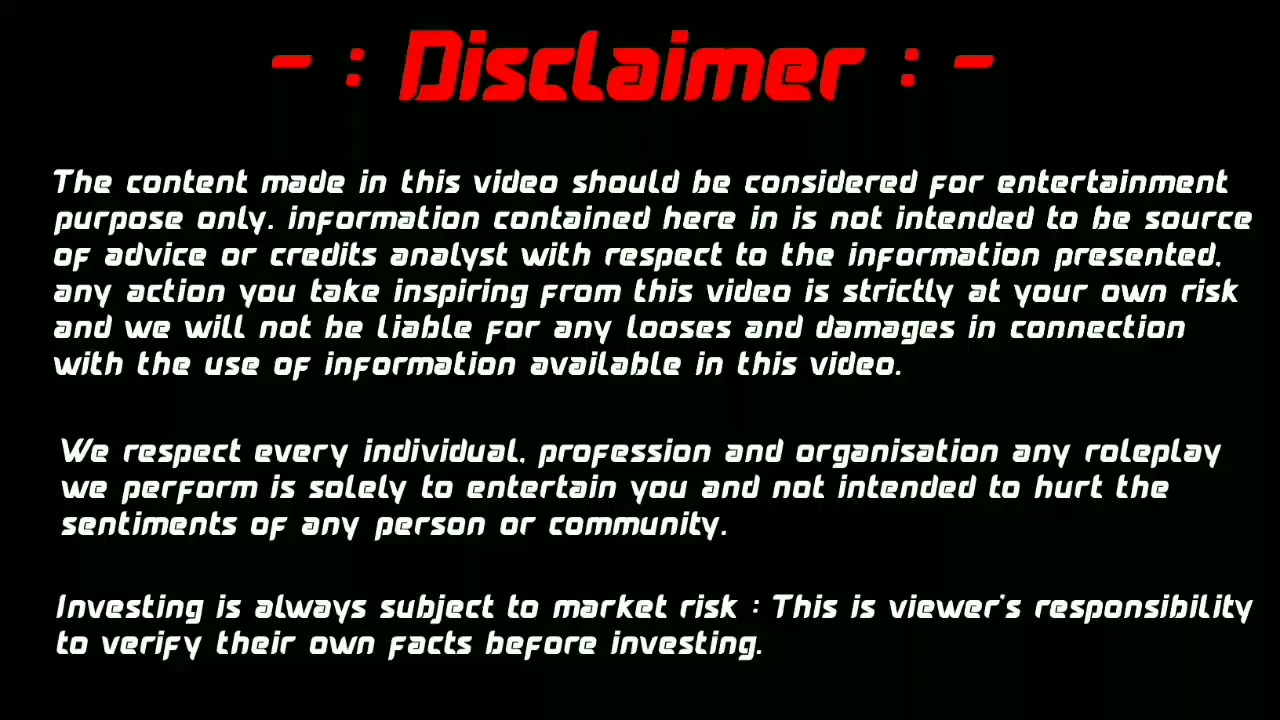 - : Disclaimer : -
The content made in this video should be considered for entertainment
purpose only. information contained here in is not intended to be source
of advice or credits analyst with respect to the information presented,
any action you take inspiring from this video is strictly at your own risk
and we will not be liable for any looses and damages in connection
with the use of information available in this video.
We respect every individual, profession and organisation any roleplay
we perform is solely to entertain you and not intended to hurt the
sentiments of any person or community.
Investing is always subject to market risk : This is viewer's responsibility
to verify their own facts before investing.